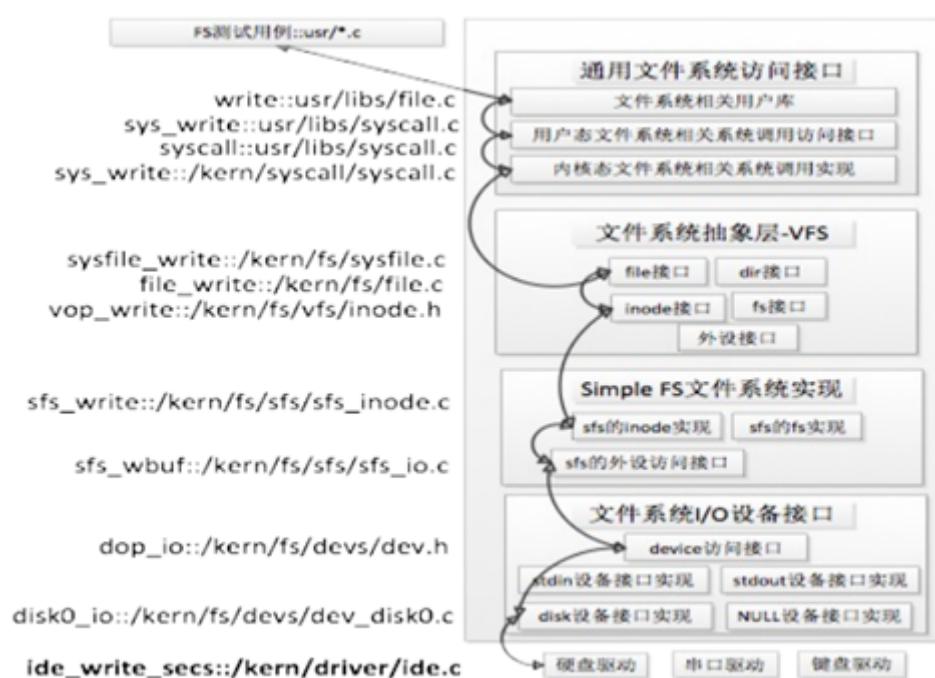 FS测试用例::usr/*.c
通用文件系统访问接口
write::usr/libs/file.c
文件系统相关用户库
sys_write::usr/libs/syscall.c
用户态文件系统相关系统调用访问接口
syscall::usr/libs/syscall.c
sys_write::/kern/syscall/syscall.c
内核态文件系统相关系统调用实现
文件系统抽象层-VFS
sysfile_write::/kern/fs/sysfile.c
file接口
dir接口
file_write::/kern/fs/file.c
vop_write::/kern/fs/vfs/inode.h
inode接口
fs接口
外设接口
Simple FS文件系统实现
sfs_write::/kern/fs/sfs/sfs_inode.c
sfs的inode实现
sfs的fs实现
sfs_wbuf::/kern/fs/sfs/sfs_io.c
sfs的外设访问接口
文件系统I/O设备接口
dop_io::/kern/fs/devs/dev.h
device访问接口
stdin设备接口实现
stdout设备接口实现
disk0_io::/kern/fs/devs/dev_disk0.c
disk设备接口实现
NULL设备接口实现
ide_write_secs::/kern/driver/ide.c
硬盘驱动
串口驱动
键盘驱动